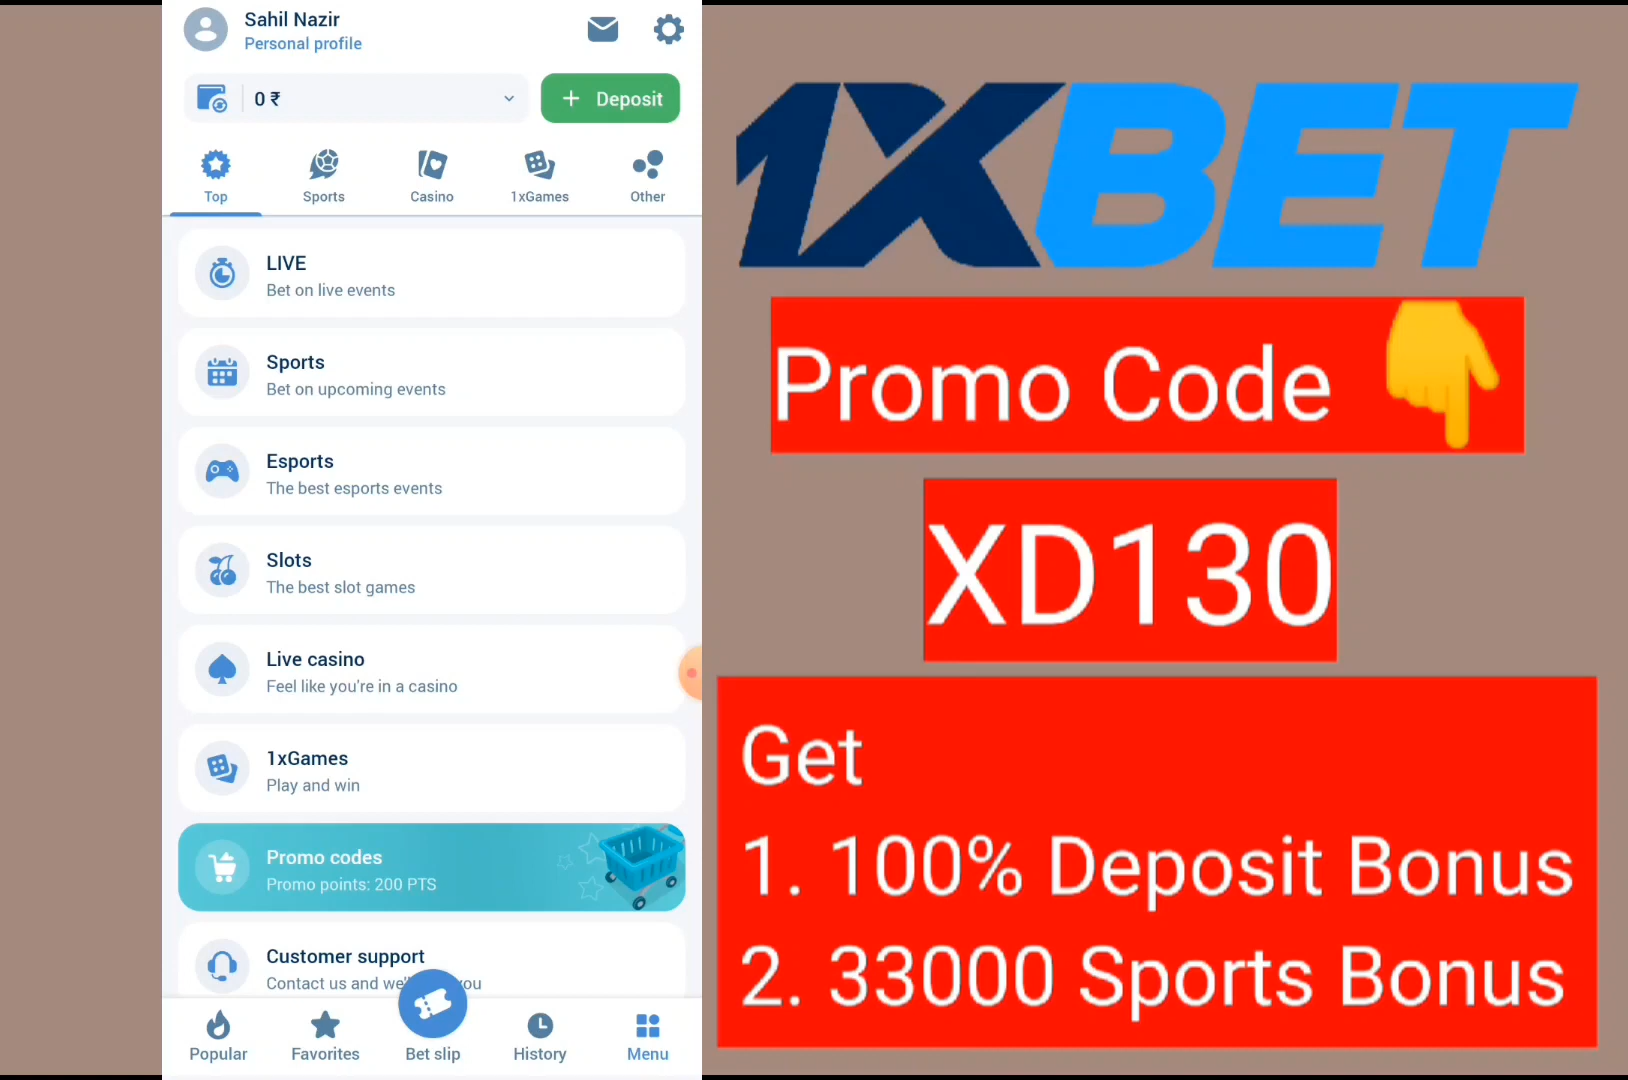 Sahil Nazir
Personal profile
0 ₹
+ Deposit
Top
Sports
Casino
1xGames
Other
LIVE
Bet on live events
Sports
Bet on upcoming events
Esports
The best esports events
Slots
The best slot games
Live casino
Feel like you're in a casino
1xGames
Play and win
Promo codes
Promo points: 200 PTS
Customer support
Contact us and
Popular
Favorites
Bet slip
History
Menu
1XBET
Promo Code 👇
XD130
Get
1. 100% Deposit Bonus
2. 33000 Sports Bonus